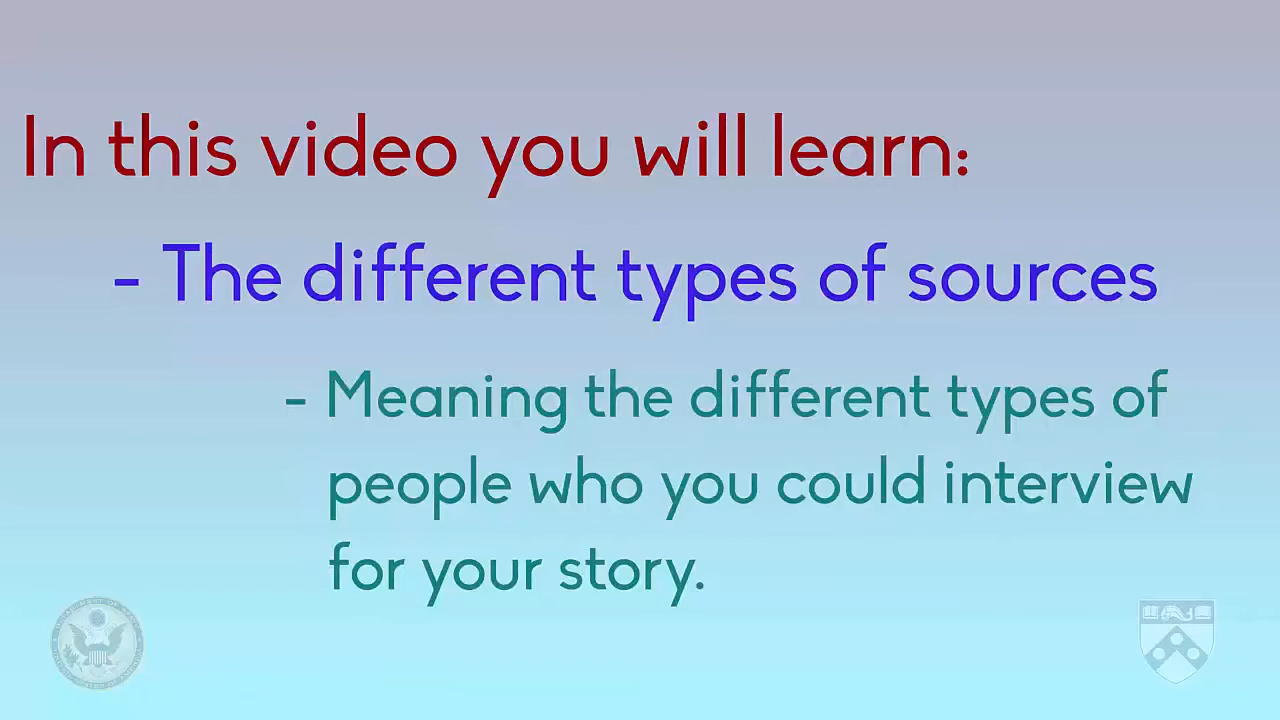 In this video you will learn:
- The different types of sources
- Meaning the different types of
people who you could interview
for your story.